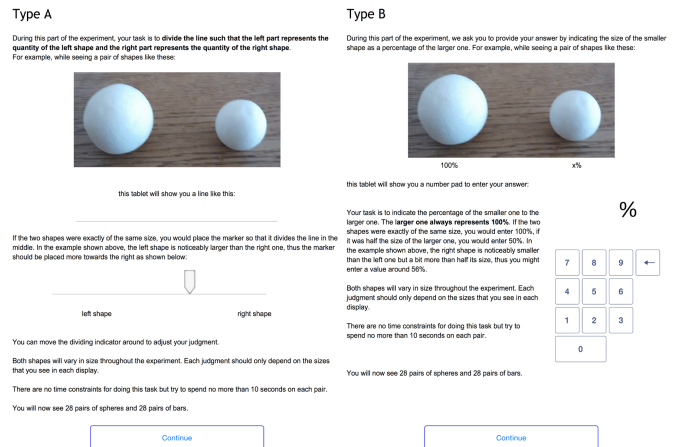 Type A
During this part of the experiment, your task is to divide the line such that the left part represents the
quantity of the left shape and the right part represents the quantity of the right shape.
For example, while seeing a pair of shapes like these:
this tablet will show you a line like this:
If the two shapes were exactly of the same size, you would place the marker so that it divides the line in the
middle. In the example shown above, the left shape is noticeably larger than the right one, thus the marker
should be placed more towards the right as shown below:
left shape
right shape
You can move the dividing indicator around to adjust your judgment.
Both shapes will vary in size throughout the experiment. Each judgment should only depend on the sizes
that you see in each display.
There are no time constraints for doing this task but try to spend no more than 10 seconds on each pair.
You will now see 28 pairs of spheres and 28 pairs of bars.
Continue
Type B
During this part of the experiment, we ask you to provide your answer by indicating the size of the smaller
shape as a percentage of the larger one. For example, while seeing a pair of shapes like these:
100%
x%
this tablet will show you a number pad to enter your answer:
Your task is to indicate the percentage of the smaller one to the
larger one. The larger one always represents 100%. If the two
shapes were exactly of the same size, you would enter 100%, if
it was half the size of the larger one, you would enter 50%. In
the example shown above, the right shape is noticeably smaller
than the left one but a bit more than half its size, thus you might
enter a value around 56%.
Both shapes will vary in size throughout the experiment. Each
judgment should only depend on the sizes that you see in each
display.
There are no time constraints for doing this task but try to
spend no more than 10 seconds on each pair.
%
7 8 9 ←
4 5 6
1 2 3
0
You will now see 28 pairs of spheres and 28 pairs of bars.
Continue